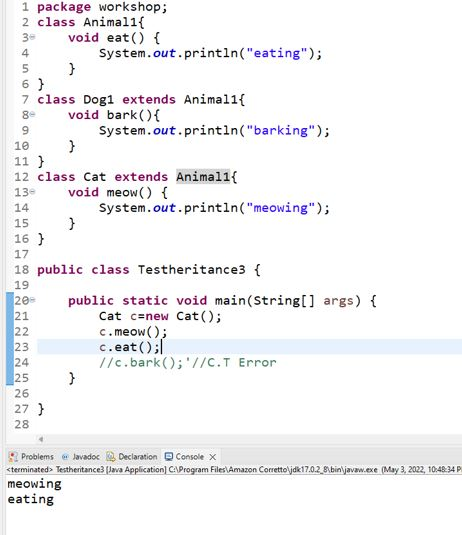 1 package workshop;
2 class Animal1{
3 void eat() {
4 System.out.println("eating");
5 }
6 }
7 class Dog1 extends Animal1{
8 void bark(){
9 System.out.println("barking");
10 }
11 }
12 class Cat extends Animal1{
13 void meow() {
14 System.out.println("meowing");
15 }
16 }
17
18 public class Testheritance3 {
19
20 public static void main(String[] args) {
21 Cat c=new Cat();
22 c.meow();
23 c.eat();
24 //c.bark();'//C.T Error
25 }
26
27 }
28
Problems @ Javadoc Declaration Console
<terminated> Testheritance3 [Java Application] C:\Program Files\Amazon Corretto\jdk17.0.2_8\bin\javaw.exe (May 3, 2022, 10:48:34 P
meowing
eating